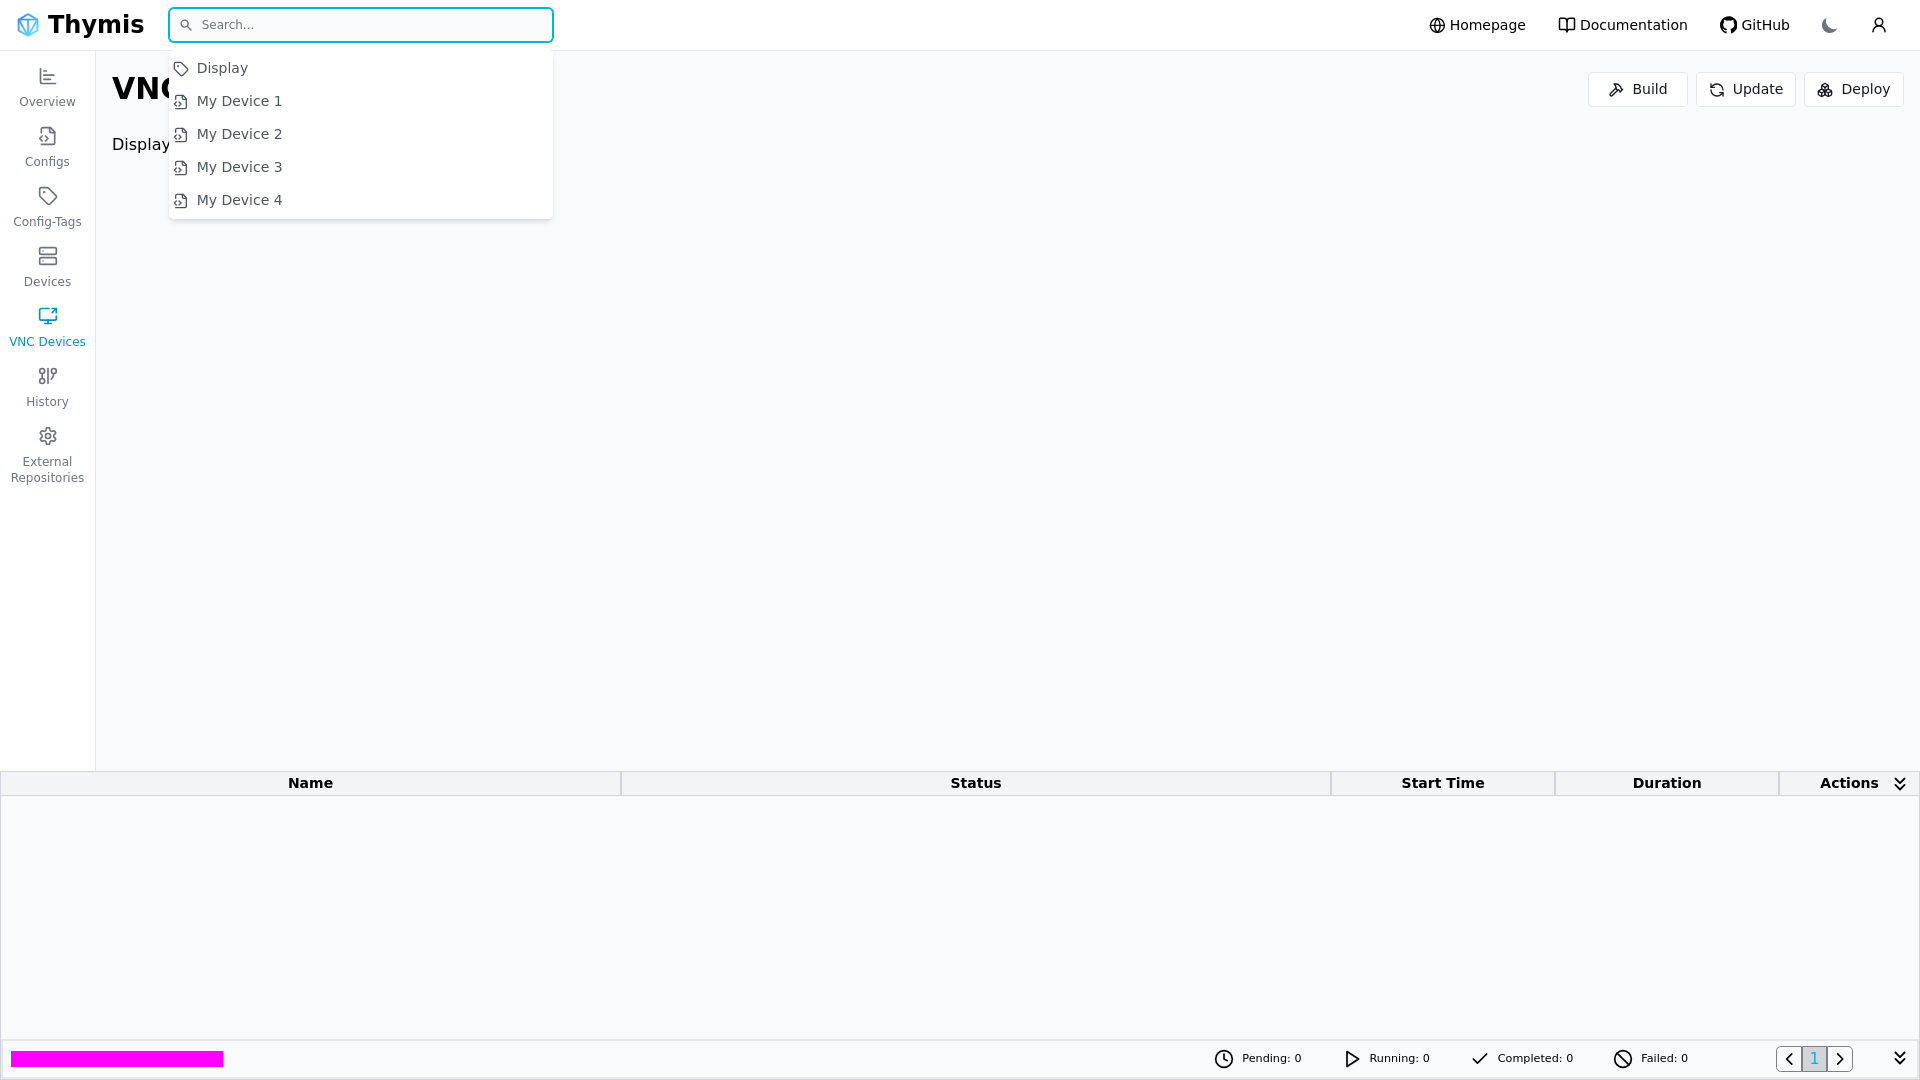 Thymis
Search...
Homepage
Documentation
GitHub
Overview
Configs
Config-Tags
Devices
VNC Devices
History
External
Repositories
Display
My Device 1
My Device 2
My Device 3
My Device 4
VNC
Display
Build
Update
Deploy
Name Status Start Time Duration Actions
Pending: 0 Running: 0 Completed: 0 Failed: 0 1